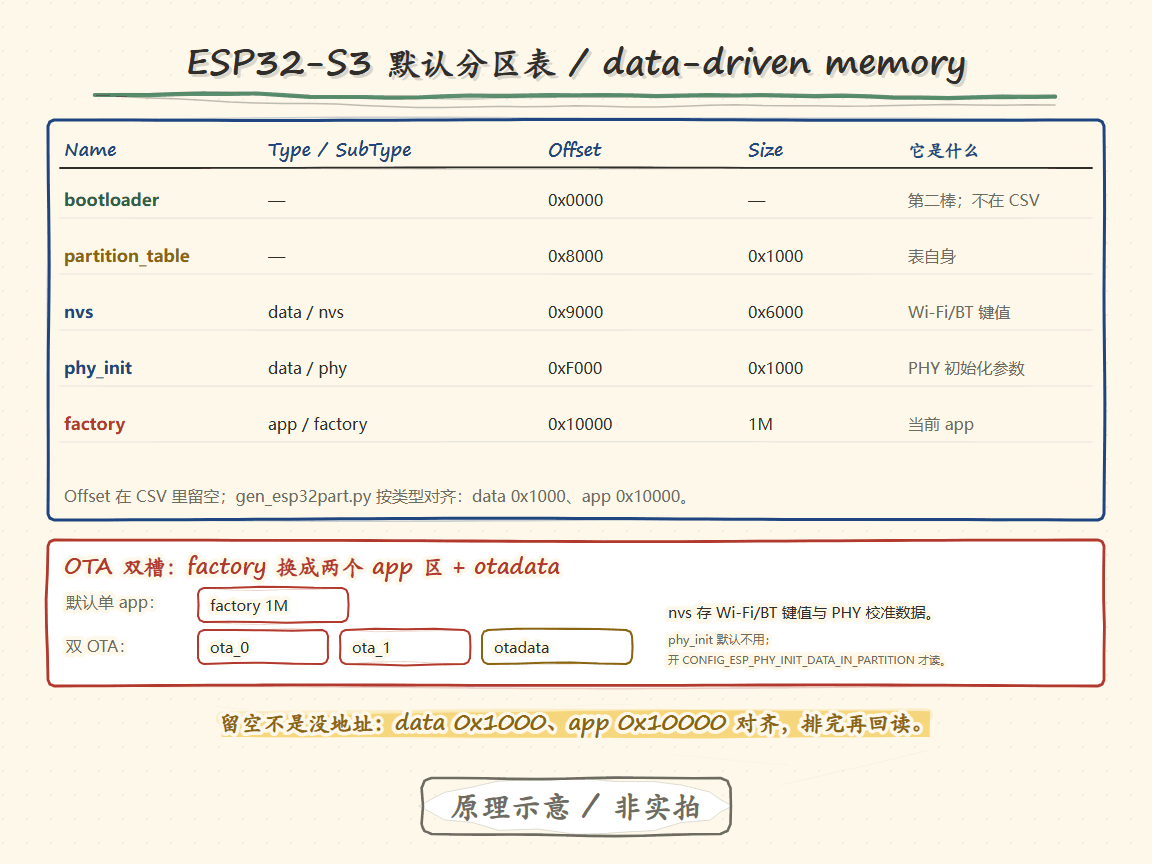 ESP32-S3 默认分区表 / data-driven memory
Name Type / SubType Offset Size 它是什么
bootloader — 0x0000 — 第二棒；不在 CSV
partition_table — 0x8000 0x1000 表自身
nvs data / nvs 0x9000 0x6000 Wi-Fi/BT 键值
phy_init data / phy 0xF000 0x1000 PHY 初始化参数
factory app / factory 0x10000 1M 当前 app
Offset 在 CSV 里留空；gen_esp32part.py 按类型对齐：data 0x1000、app 0x10000。
OTA 双槽：factory 换成两个 app 区 + otadata
默认单 app： factory 1M
双 OTA： ota_0 ota_1 otadata
nvs 存 Wi-Fi/BT 键值与 PHY 校准数据。
phy_init 默认不用；
开 CONFIG_ESP_PHY_INIT_DATA_IN_PARTITION 才读。
留空不是没地址：data 0x1000、app 0x10000 对齐，排完再回读。
原理示意 / 非实拍